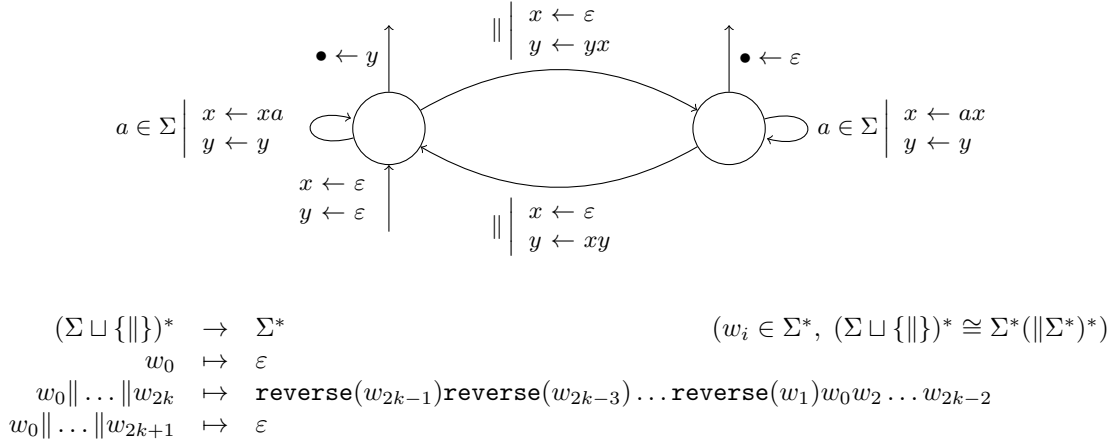 ∥ | x ← ε
y ← yx
• ← y
• ← ε
a ∈ Σ | x ← xa
y ← y
a ∈ Σ | x ← ax
y ← y
x ← ε
y ← ε
∥ | x ← ε
y ← xy
(Σ ⊔ {∥})* → Σ* (w_i ∈ Σ*, (Σ ⊔ {∥})* ≅ Σ*(∥Σ*)*)
w_0 ↦ ε
w_0∥ … ∥w_{2k} ↦ reverse(w_{2k−1})reverse(w_{2k−3}) … reverse(w_1)w_0w_2 … w_{2k−2}
w_0∥ … ∥w_{2k+1} ↦ ε